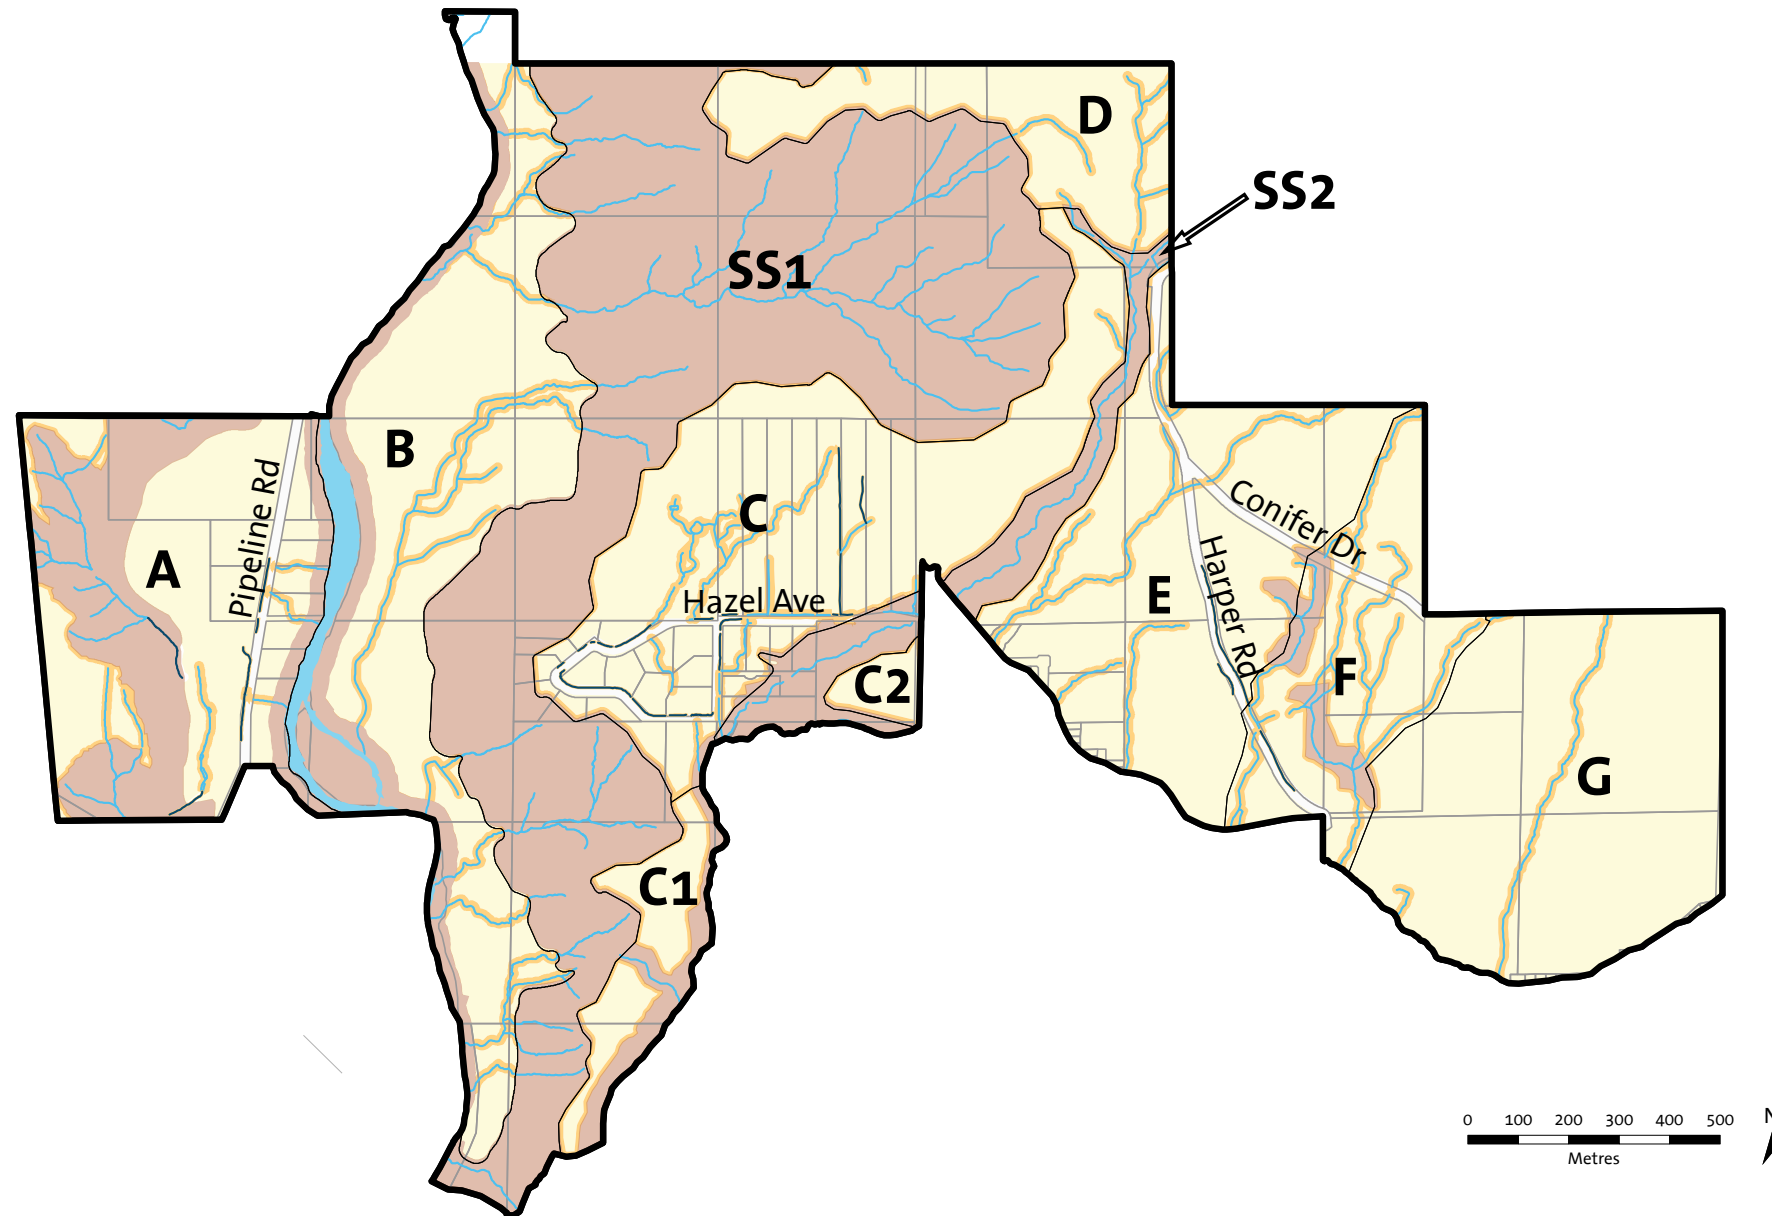 D
SS2
SS1
B
Pipeline Rd
A
C
Conifer Dr
Harper Rd
Hazel Ave
E
C2
F
G
C1
0 100 200 300 400 500
Metres
N